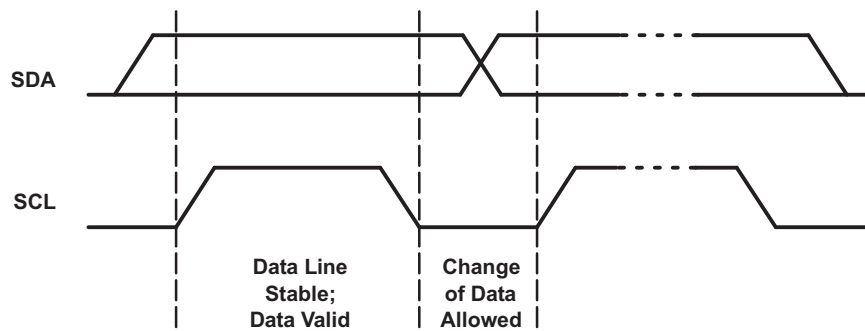 SDA
SCL
Data Line
Stable;
Data Valid
Change
of Data
Allowed